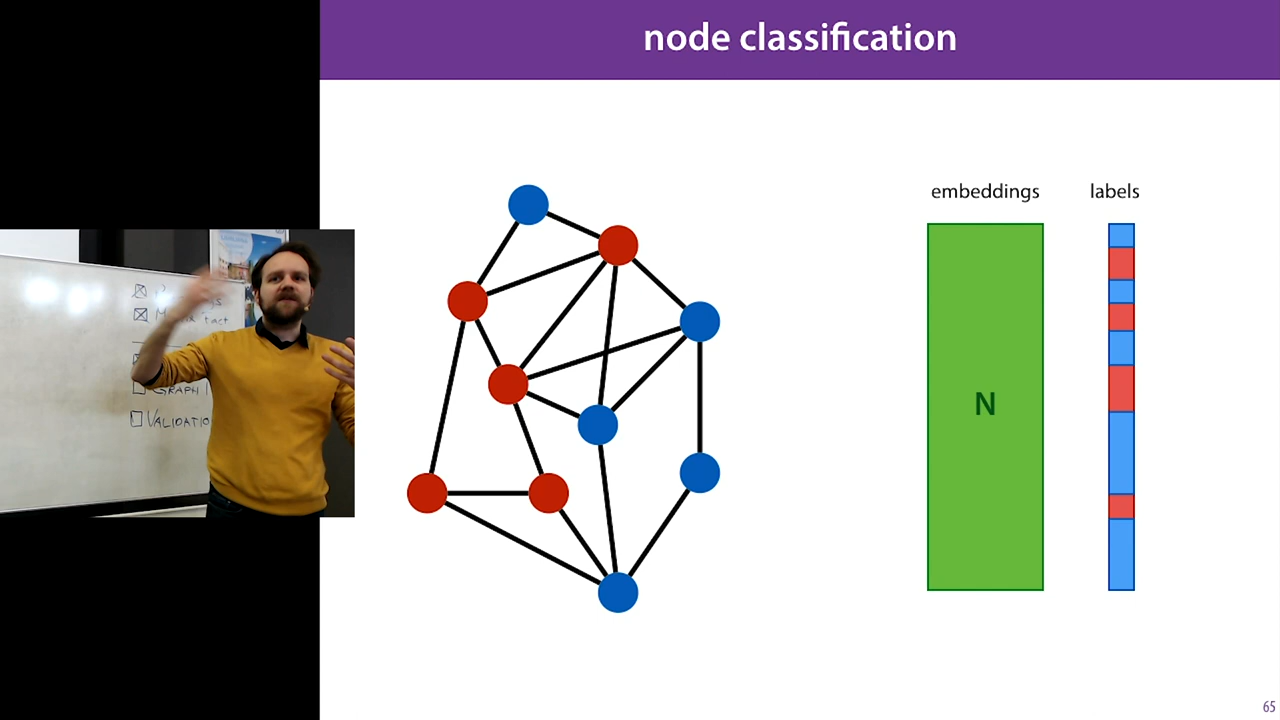 node classification
embeddings labels
N
GRAPH
VALIDATIO
65